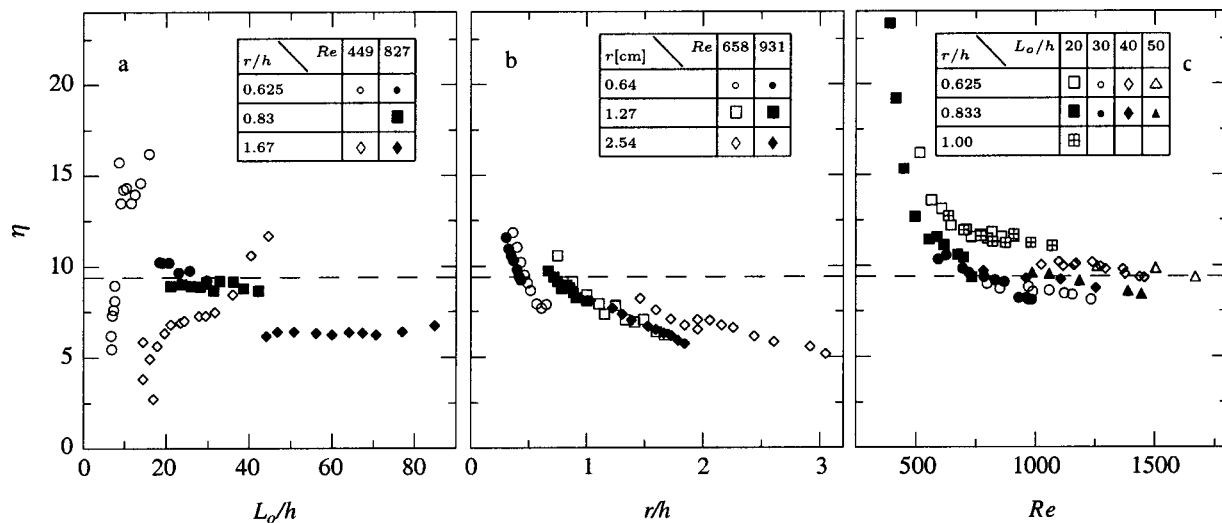 a
r/h Re 449 827
0.625
0.83
1.67
b
r[cm] Re 658 931
0.64
1.27
2.54
c
r/h L_o/h 20 30 40 50
0.625
0.833
1.00
η
20
15
10
5
0
0 20 40 60 80
0 1 2 3
500 1000 1500
L_o/h
r/h
Re